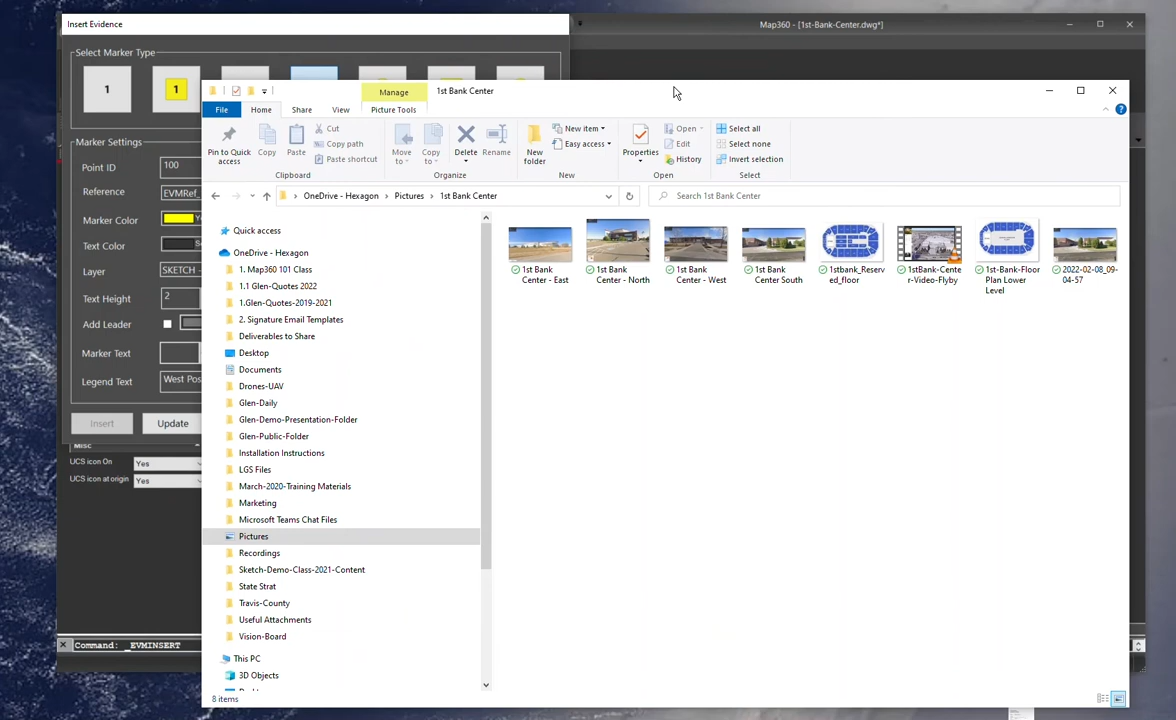 Insert Evidence
Map360 - [1st-Bank-Center.dwg*]
Select Marker Type
1
1
Manage
1st Bank Center
File
Home
Share
View
Picture Tools
Pin to Quick access
Copy
Paste
Cut
Copy path
Paste shortcut
Move to
Copy to
Delete
Rename
New folder
New item
Easy access
Properties
Open
Edit
History
Select all
Select none
Invert selection
Clipboard
Organize
New
Open
Select
OneDrive - Hexagon > Pictures > 1st Bank Center
Search 1st Bank Center
Marker Settings
Point ID 100
Reference EVMRef_
Marker Color
Text Color
Layer SKETCH -
Text Height 2
Add Leader
Marker Text
Legend Text West Pos
Insert
Update
Misc
UCS icon On Yes
UCS icon at origin Yes
Quick access
OneDrive - Hexagon
1. Map360 101 Class
1.1 Glen-Quotes 2022
1.Glen-Quotes-2019-2021
2. Signature Email Templates
Deliverables to Share
Desktop
Documents
Drones-UAV
Glen-Daily
Glen-Demo-Presentation-Folder
Glen-Public-Folder
Installation Instructions
LGS Files
March-2020-Training Materials
Marketing
Microsoft Teams Chat Files
Pictures
Recordings
Sketch-Demo-Class-2021-Content
State Strat
Travis-County
Useful Attachments
Vision-Board
This PC
3D Objects
1st Bank Center - East
1st Bank Center - North
1st Bank Center - West
1st Bank Center South
1stbank_Reserved_floor
1stBank-Center-Video-Flyby
1st-Bank-Floor Plan Lower Level
2022-02-08_09-04-57
Command: _EVMINSERT
8 items